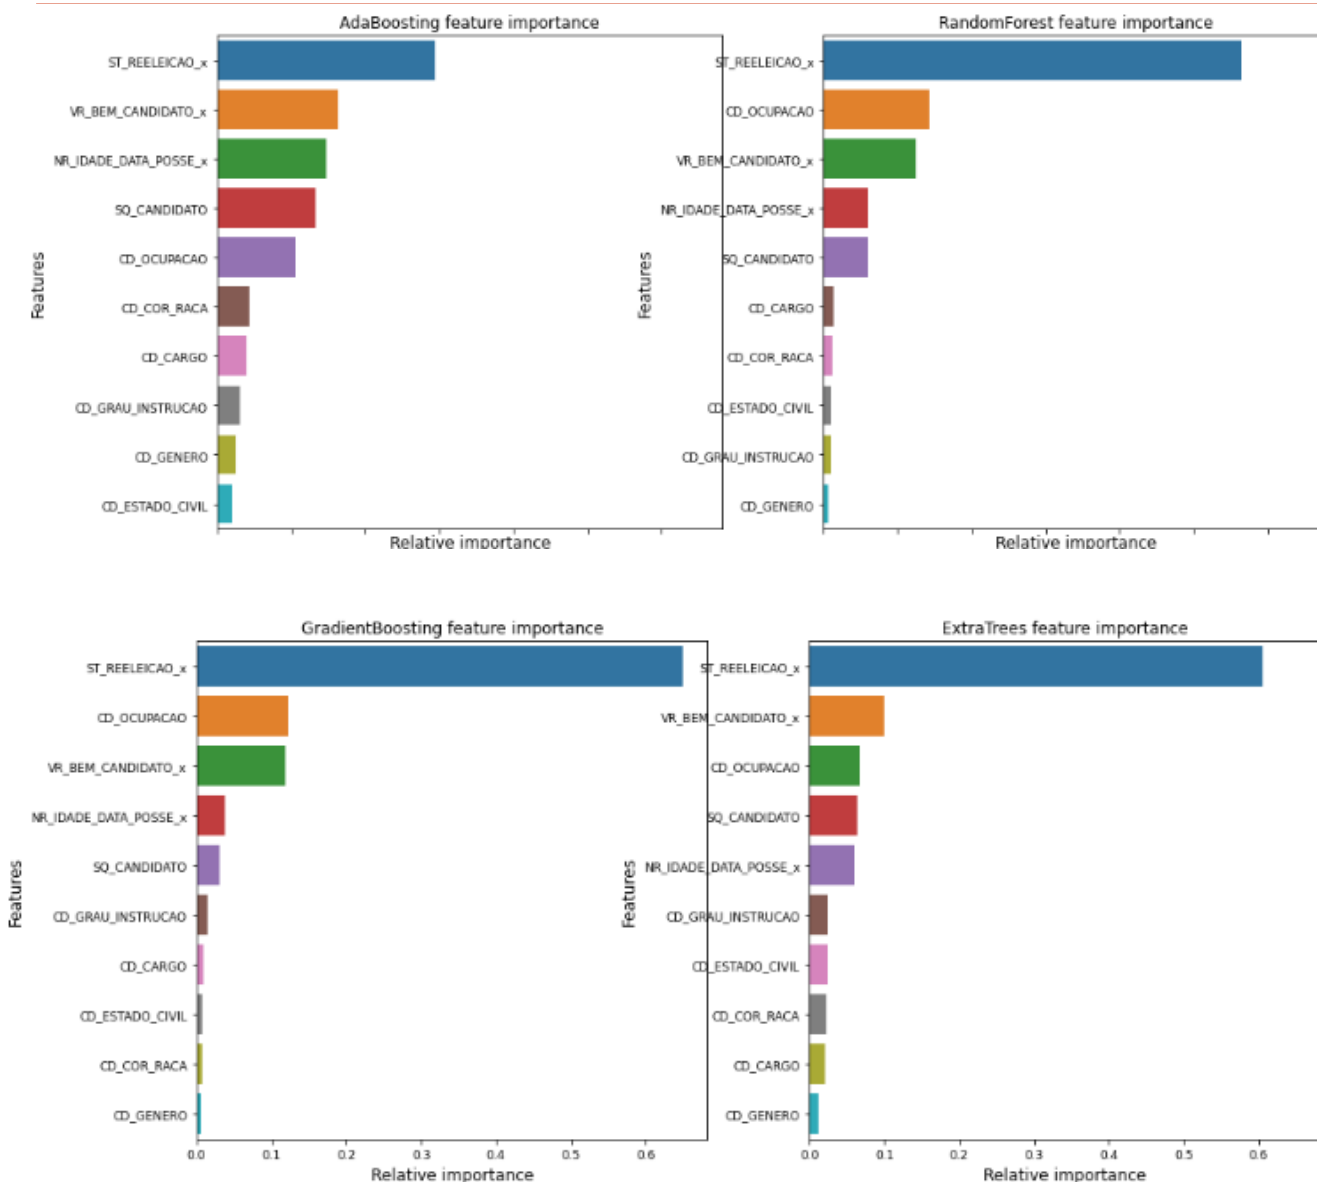 AdaBoosting feature importance
ST_REELEICAO_x
VR_BEM_CANDIDATO_x
NR_IDADE_DATA_POSSE_x
SQ_CANDIDATO
CD_OCUPACAO
CD_COR_RACA
CD_CARGO
CD_GRAU_INSTRUCAO
CD_GENERO
CD_ESTADO_CIVIL
Features
Relative importance
RandomForest feature importance
ST_REELEICAO_x
CD_OCUPACAO
VR_BEM_CANDIDATO_x
NR_IDADE_DATA_POSSE_x
SQ_CANDIDATO
CD_CARGO
CD_COR_RACA
CD_ESTADO_CIVIL
CD_GRAU_INSTRUCAO
CD_GENERO
Features
Relative importance
GradientBoosting feature importance
ST_REELEICAO_x
CD_OCUPACAO
VR_BEM_CANDIDATO_x
NR_IDADE_DATA_POSSE_x
SQ_CANDIDATO
CD_GRAU_INSTRUCAO
CD_CARGO
CD_ESTADO_CIVIL
CD_COR_RACA
CD_GENERO
Features
0.0 0.1 0.2 0.3 0.4 0.5 0.6
Relative importance
ExtraTrees feature importance
ST_REELEICAO_x
VR_BEM_CANDIDATO_x
CD_OCUPACAO
SQ_CANDIDATO
NR_IDADE_DATA_POSSE_x
CD_GRAU_INSTRUCAO
CD_ESTADO_CIVIL
CD_COR_RACA
CD_CARGO
CD_GENERO
Features
0.0 0.1 0.2 0.3 0.4 0.5 0.6
Relative importance